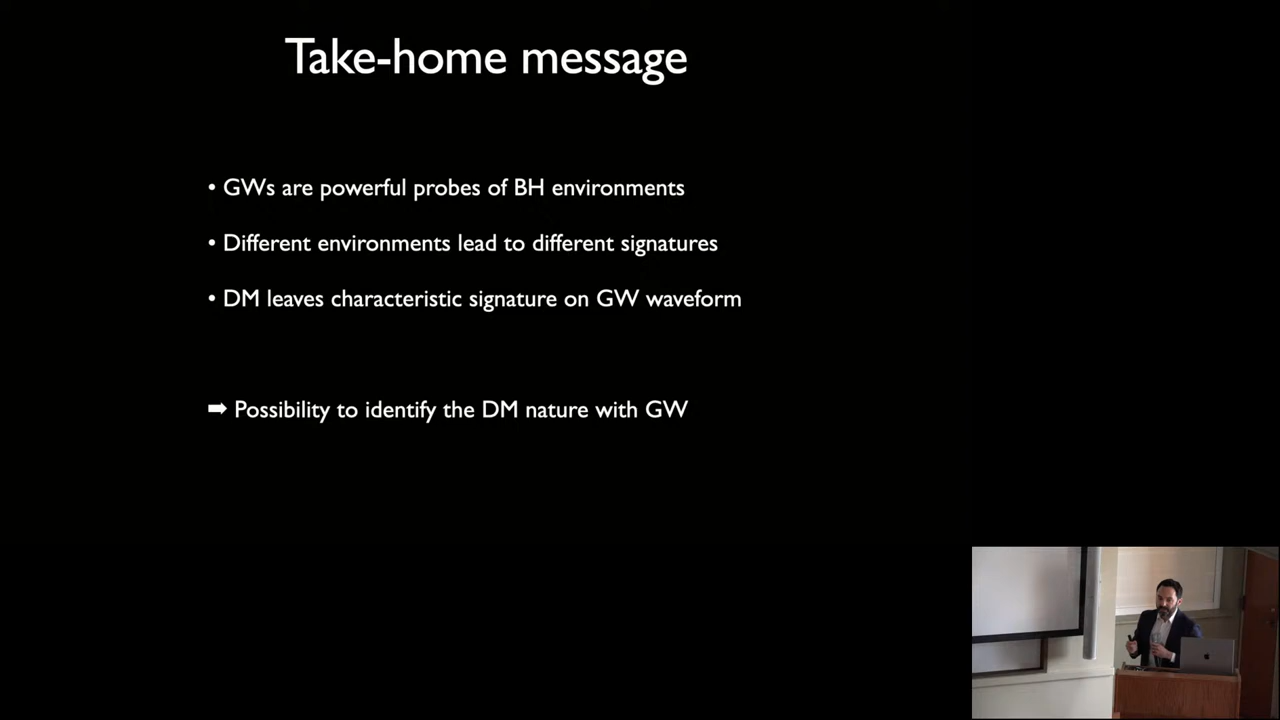 Take-home message
• GWs are powerful probes of BH environments
• Different environments lead to different signatures
• DM leaves characteristic signature on GW waveform
➡ Possibility to identify the DM nature with GW